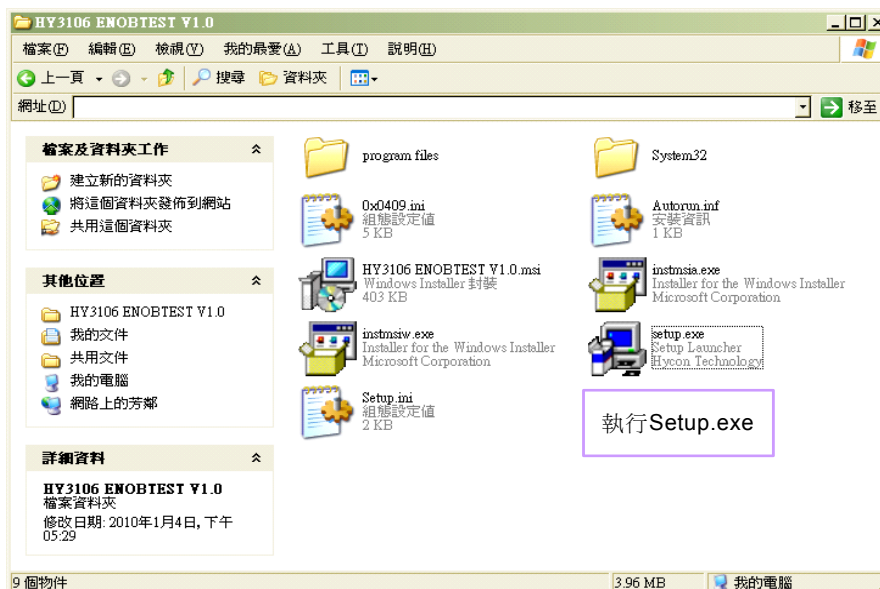 HY3106 ENOBTEST V1.0
檔案(F) 編輯(E) 檢視(V) 我的最愛(A) 工具(T) 說明(H)
上一頁 搜尋 資料夾
網址(D) 移至
檔案及資料夾工作
建立新的資料夾
將這個資料夾發佈到網站
共用這個資料夾
其他位置
HY3106 ENOBTEST V1.0
我的文件
共用文件
我的電腦
網路上的芳鄰
詳細資料
HY3106 ENOBTEST V1.0
檔案資料夾
修改日期: 2010年1月4日, 下午
05:29
program files
System32
0x0409.ini
組態設定值
5 KB
Autorun.inf
安裝資訊
1 KB
HY3106 ENOBTEST V1.0.msi
Windows Installer 封裝
403 KB
instmsia.exe
Installer for the Windows Installer
Microsoft Corporation
instmsiw.exe
Installer for the Windows Installer
Microsoft Corporation
setup.exe
Setup Launcher
Hycon Technology
Setup.ini
組態設定值
2 KB
執行Setup.exe
9 個物件 3.96 MB 我的電腦